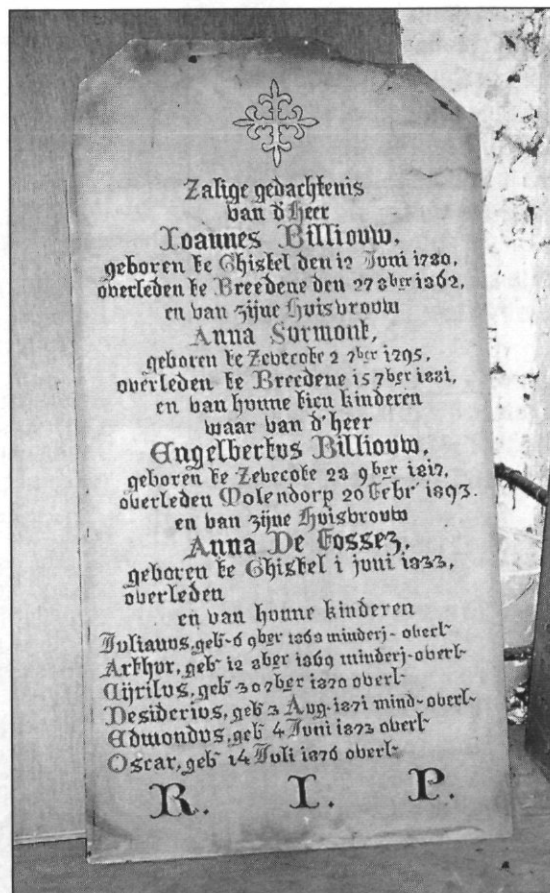 Zalige gedachtenis
van d'Heer
Ioannes Billiouw,
geboren te Ghistel den 12 Juni 1780,
overleden te Breedene den 27 8ber 1862,
en van zijne Huisvrouw
Anna Surmont,
geboren te Zevecote 2 7ber 1795,
overleden te Breedene 15 7ber 1881,
en van hunne tien kinderen
waar van d'heer
Engelbertus Billiouw,
geboren te Zevecote 28 9ber 1817,
overleden Molendorp 20 Febr 1893.
en van zijne Huisvrouw
Anna De Fossez,
geboren te Ghistel 1 juni 1833,
overleden
en van hunne kinderen
Julianus, geb 6 9ber 1868 minderj overl
Arthur, geb 12 8ber 1869 minderj overl
Cijrilus, geb 30 7ber 1870 overl
Desiderius, geb 3 Aug 1871 mind overl
Edmondus, geb 4 Juni 1873 overl
Oscar, geb 14 Juli 1876 overl
R. I. P.